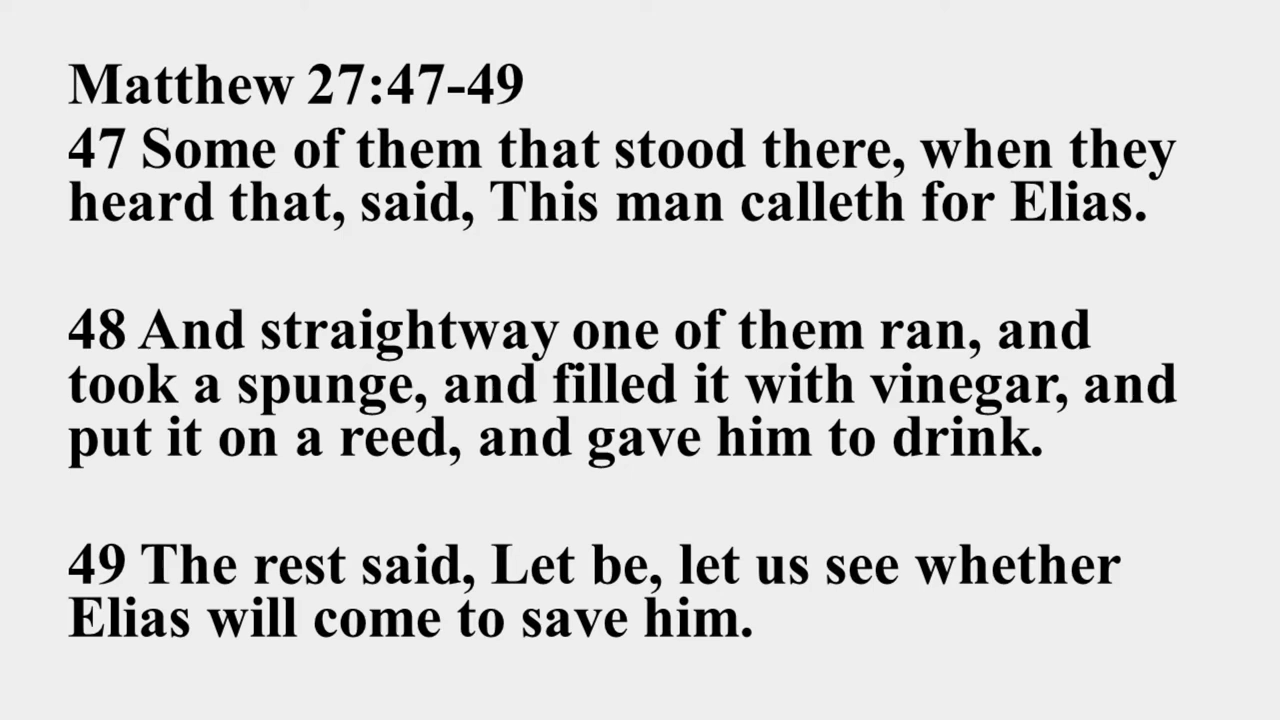 Matthew 27:47-49
47 Some of them that stood there, when they
heard that, said, This man calleth for Elias.
48 And straightway one of them ran, and
took a spunge, and filled it with vinegar, and
put it on a reed, and gave him to drink.
49 The rest said, Let be, let us see whether
Elias will come to save him.